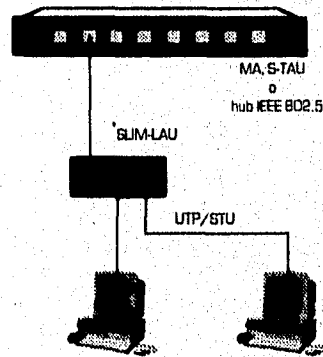 MA, S-TAU
o
hub IEEE 802.5
SLIM-LAU
UTP/STU